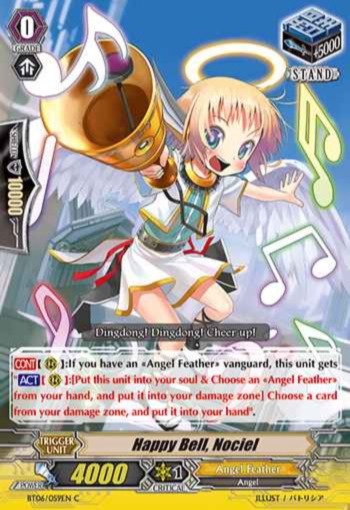 0
GRADE
+5000
STAND
SHIELD
10000
Dingdong! Dingdong! Cheer up!
CONT [ ]:If you have an «Angel Feather» vanguard, this unit gets
ACT [ ]:[Put this unit into your soul & Choose an «Angel Feather»
from your hand, and put it into your damage zone] Choose a card
from your damage zone, and put it into your hand".
TRIGGER
UNIT
Happy Bell, Nociel
POWER
4000
1
CRITICAL
Angel Feather
Angel
BT06/059EN C
ILLUST / パトリシア